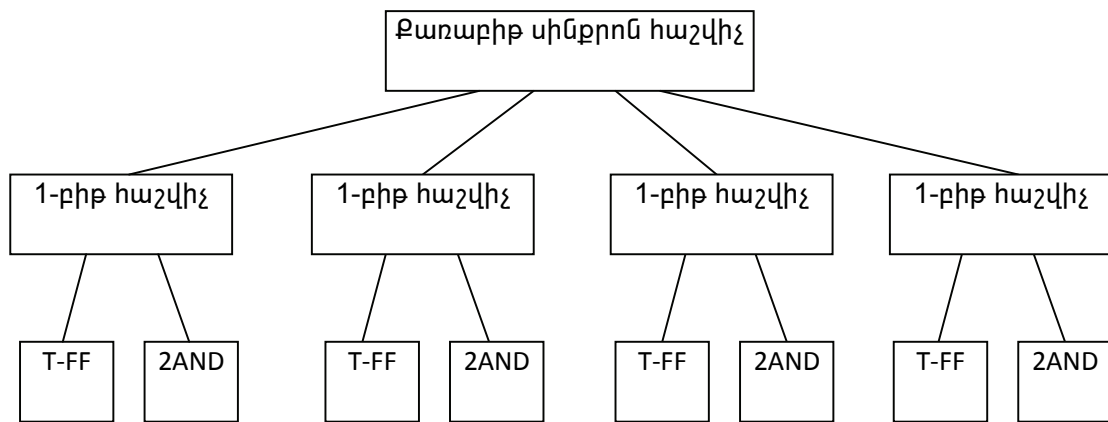 Քառաբիթ սինքրոն հաշվիչ
1-բիթ հաշվիչ 1-բիթ հաշվիչ 1-բիթ հաշվիչ 1-բիթ հաշվիչ
T-FF 2AND T-FF 2AND T-FF 2AND T-FF 2AND